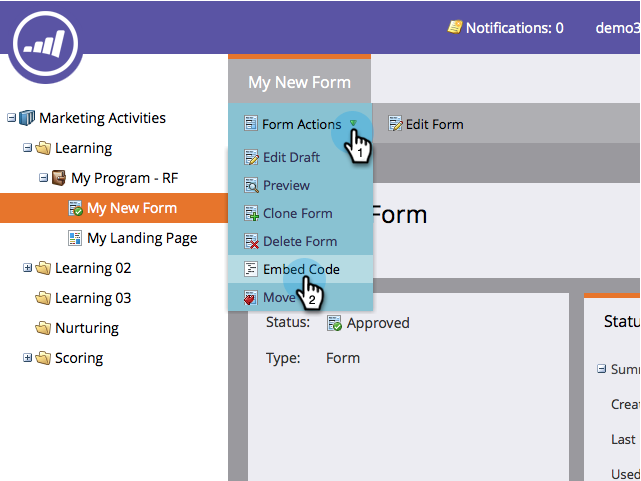 Notifications: 0 demo3
My New Form
Marketing Activities
Learning
My Program - RF
My New Form
My Landing Page
Learning 02
Learning 03
Nurturing
Scoring
Form Actions
1
Edit Form
Edit Draft
Preview
Clone Form
Delete Form
Embed Code
Move
2
Form
Status: Approved
Type: Form
Statu
Summ
Creat
Last
Used